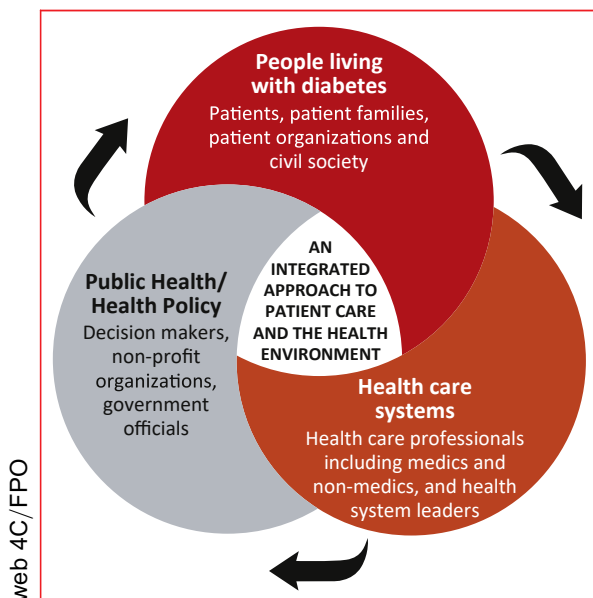 People living
with diabetes
Patients, patient families,
patient organizations and
civil society
AN
INTEGRATED
APPROACH TO
PATIENT CARE
AND THE HEALTH
ENVIRONMENT
Public Health/
Health Policy
Decision makers,
non-profit
organizations,
government
officials
Health care
systems
Health care professionals
including medics and
non-medics, and health
system leaders
web 4C/FPO